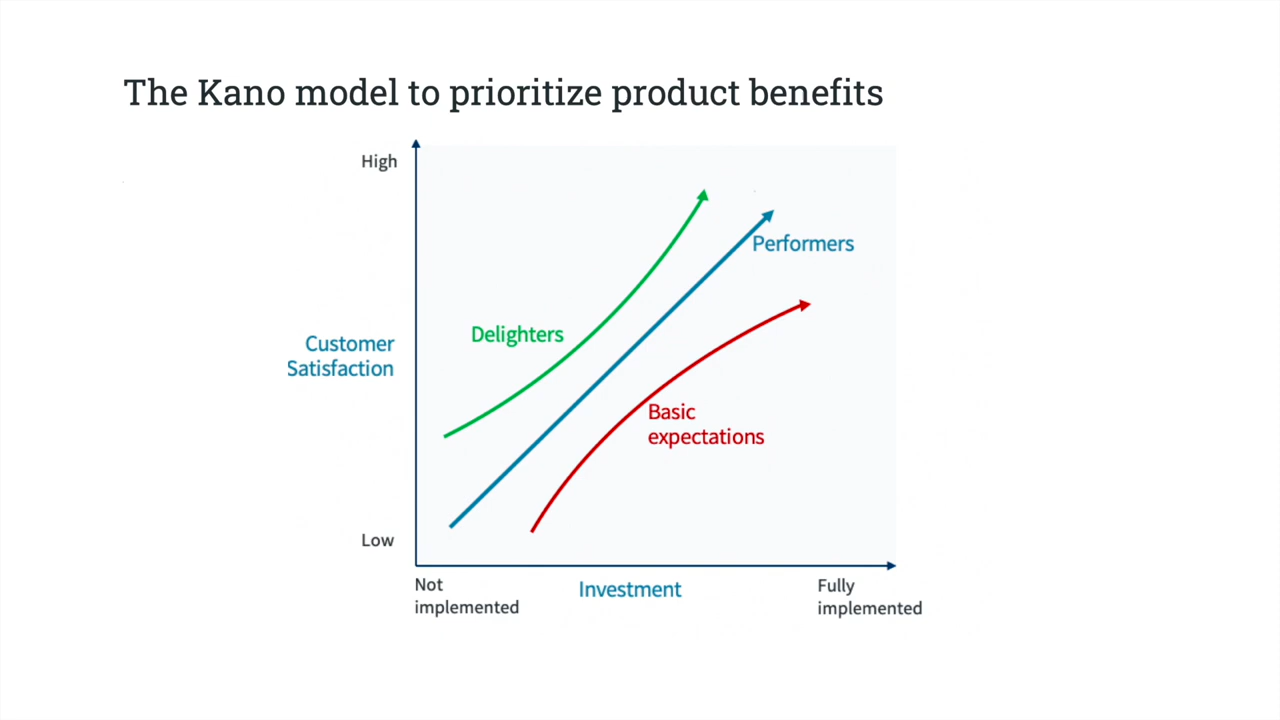 The Kano model to prioritize product benefits
High
Performers
Delighters
Customer
Satisfaction
Basic
expectations
Low
Not
implemented
Investment
Fully
implemented